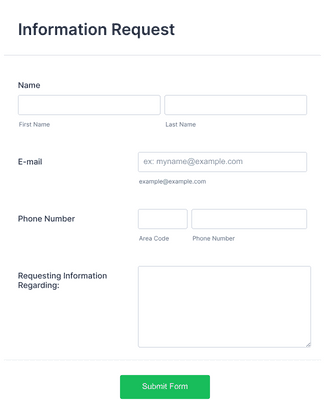 Information Request
Name
First Name Last Name
E-mail
ex: myname@example.com
example@example.com
Phone Number
Area Code Phone Number
Requesting Information
Regarding:
Submit Form